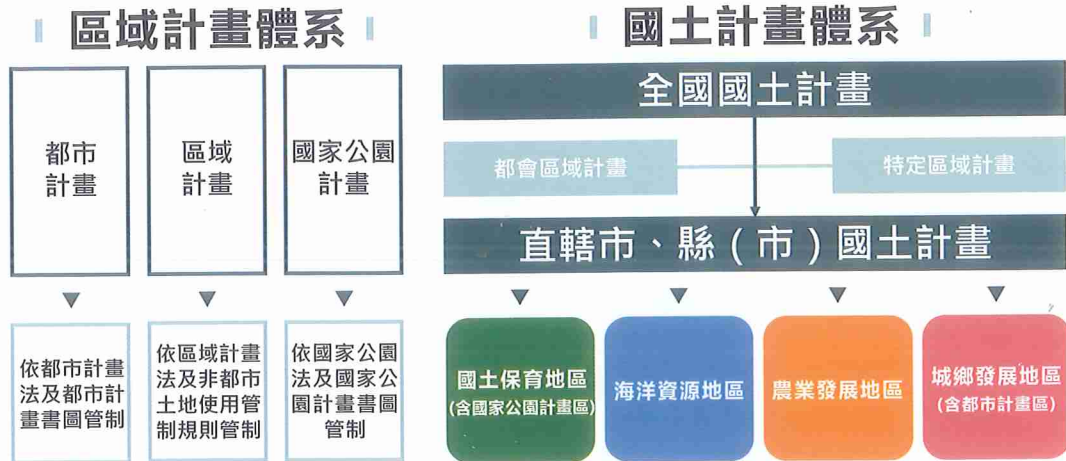 區域計畫體系
都市
計畫
區域
計畫
國家公園
計畫
依都市計畫
法及都市計
畫書圖管制
依區域計畫
法及非都市
土地使用管
制規則管制
依國家公園
法及國家公
園計畫書圖
管制
國土計畫體系
全國國土計畫
都會區域計畫
特定區域計畫
直轄市、縣(市)國土計畫
國土保育地區
(含國家公園計畫區)
海洋資源地區
農業發展地區
城鄉發展地區
(含都市計畫區)